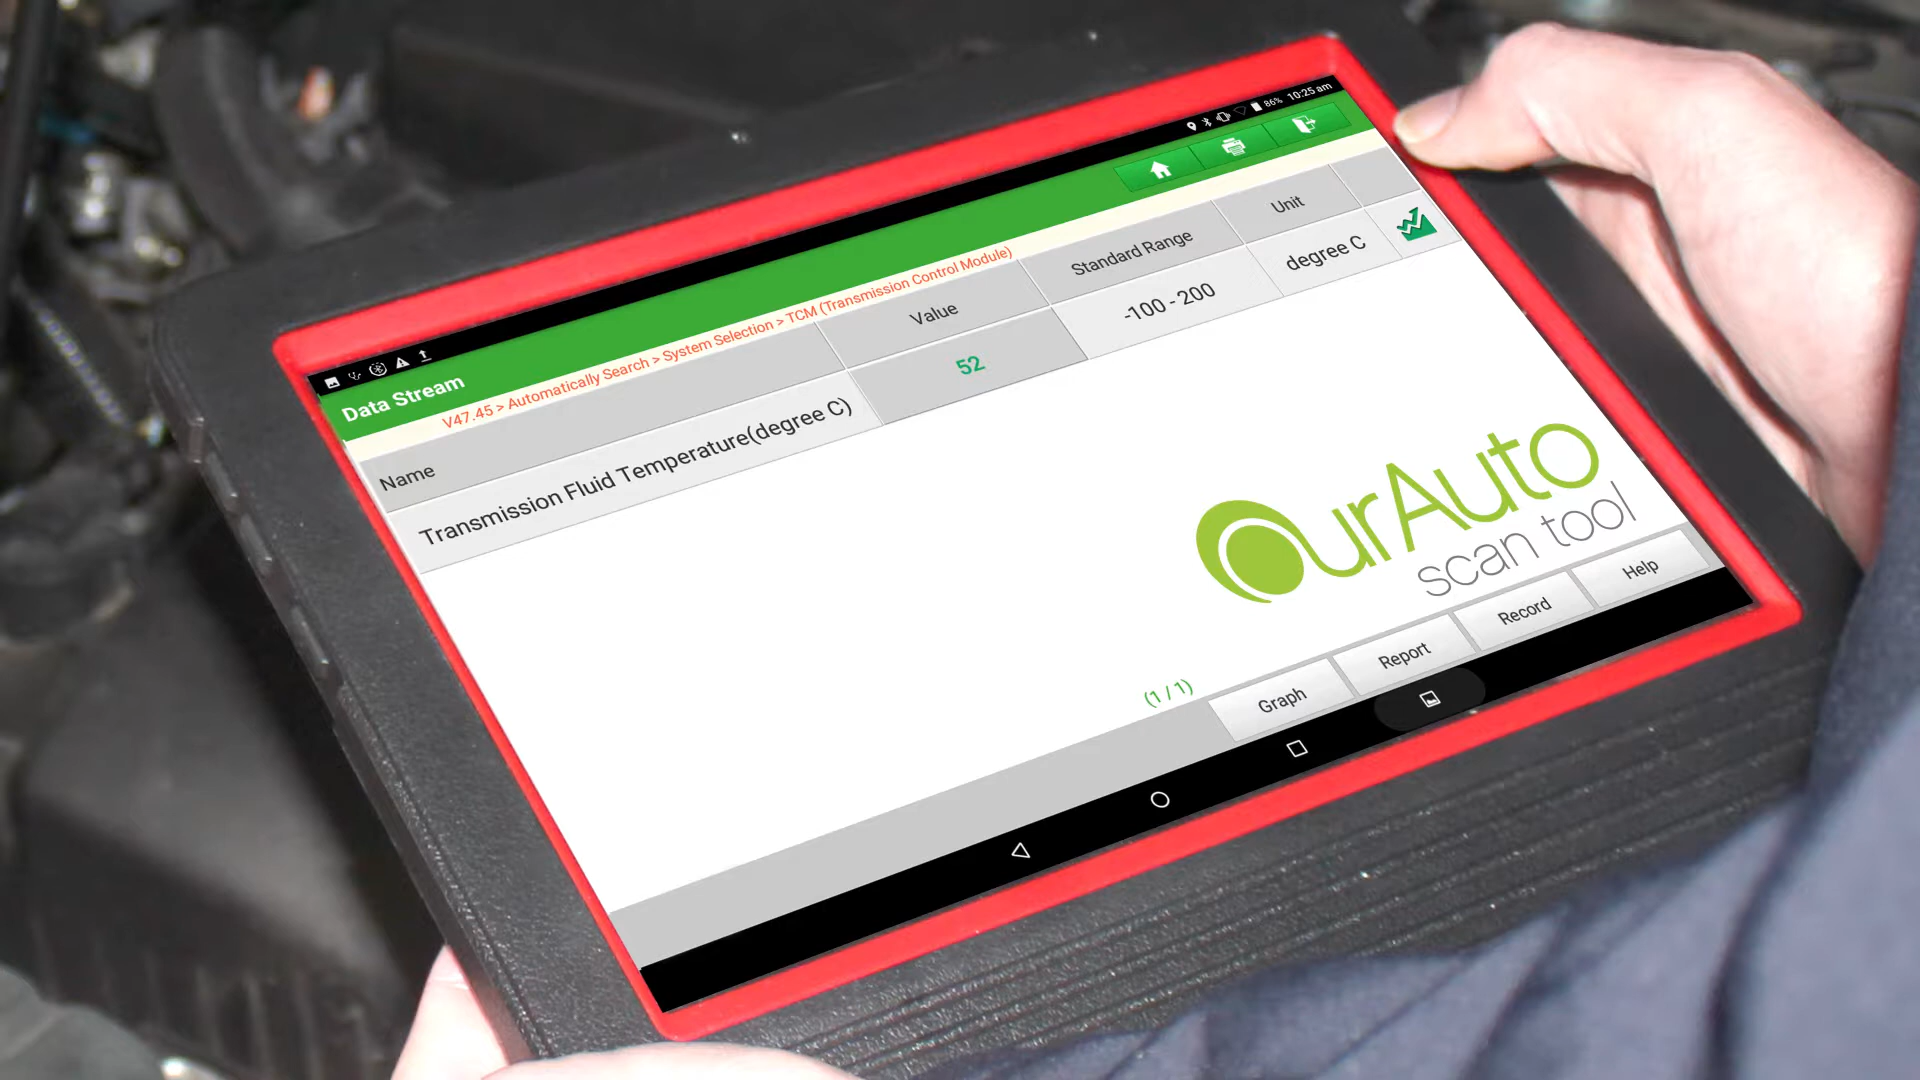 86% 10:25 am
Data Stream
V47.45 > Automatically Search > System Selection > TCM (Transmission Control Module)
Name Value Standard Range Unit
Transmission Fluid Temperature(degree C) 52 -100 - 200 degree C
OurAuto
scan tool
(1 / 1) Graph Report Record Help